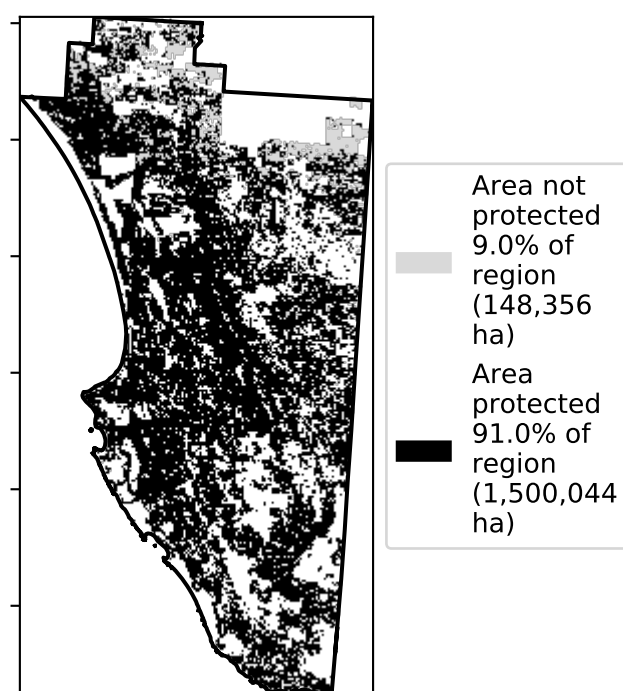 Area not
protected
9.0% of
region
(148,356
ha)
Area
protected
91.0% of
region
(1,500,044
ha)